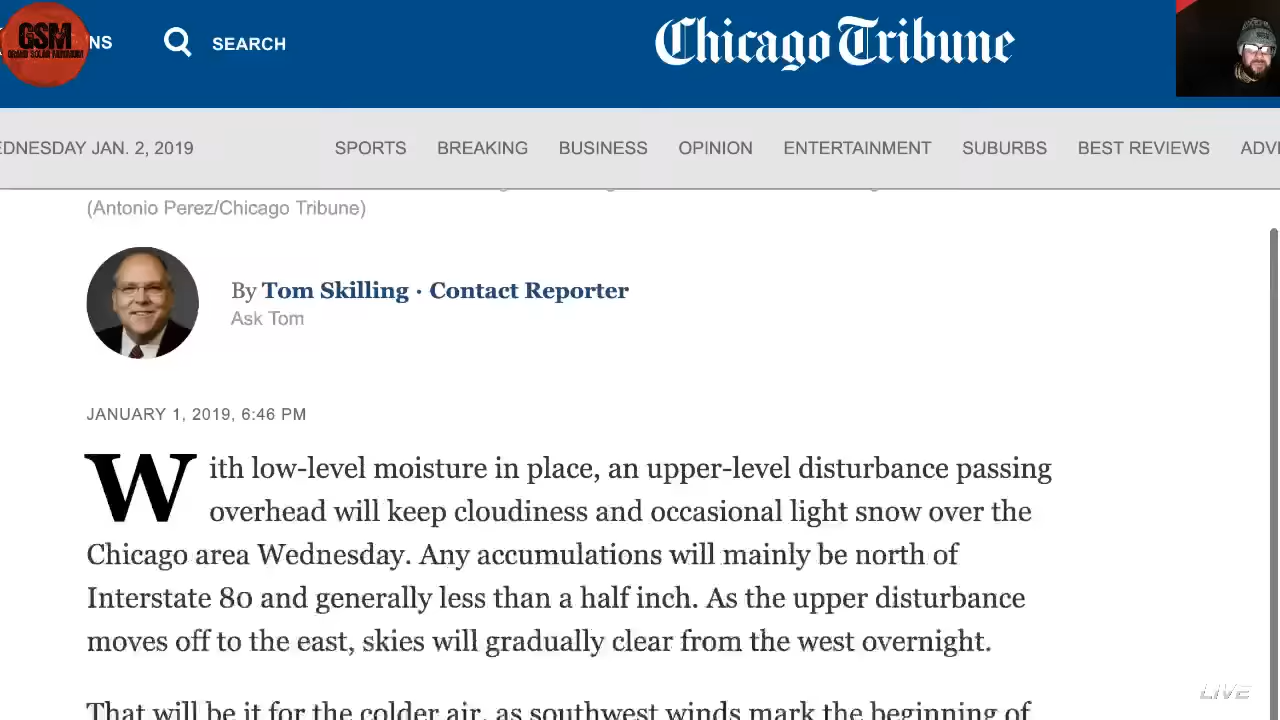 GSM
GRAND SOLAR MINIMUM
NS
SEARCH
Chicago Tribune
EDNESDAY JAN. 2, 2019
SPORTS
BREAKING
BUSINESS
OPINION
ENTERTAINMENT
SUBURBS
BEST REVIEWS
ADV
(Antonio Perez/Chicago Tribune)
By Tom Skilling · Contact Reporter
Ask Tom
JANUARY 1, 2019, 6:46 PM
With low-level moisture in place, an upper-level disturbance passing
overhead will keep cloudiness and occasional light snow over the
Chicago area Wednesday. Any accumulations will mainly be north of
Interstate 80 and generally less than a half inch. As the upper disturbance
moves off to the east, skies will gradually clear from the west overnight.
That will be it for the colder air, as southwest winds mark the beginning of
LIVE